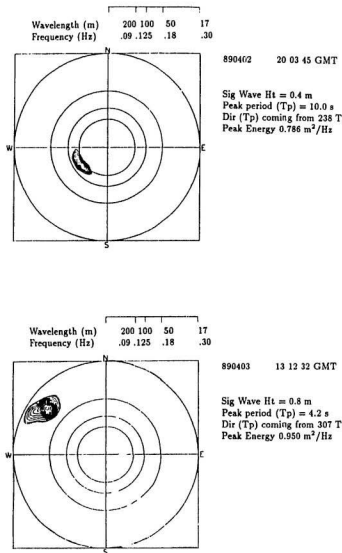 Wavelength (m) 200 100 50 17
Frequency (Hz) .09 .125 .18 .30
N
W
E
S
890402 20 03 45 GMT
Sig Wave Ht = 0.4 m
Peak period (Tp) = 10.0 s
Dir (Tp) coming from 238 T
Peak Energy 0.786 m²/Hz
Wavelength (m) 200 100 50 17
Frequency (Hz) .09 .125 .18 .30
N
W
E
S
890403 13 12 32 GMT
Sig Wave Ht = 0.8 m
Peak period (Tp) = 4.2 s
Dir (Tp) coming from 307 T
Peak Energy 0.950 m²/Hz